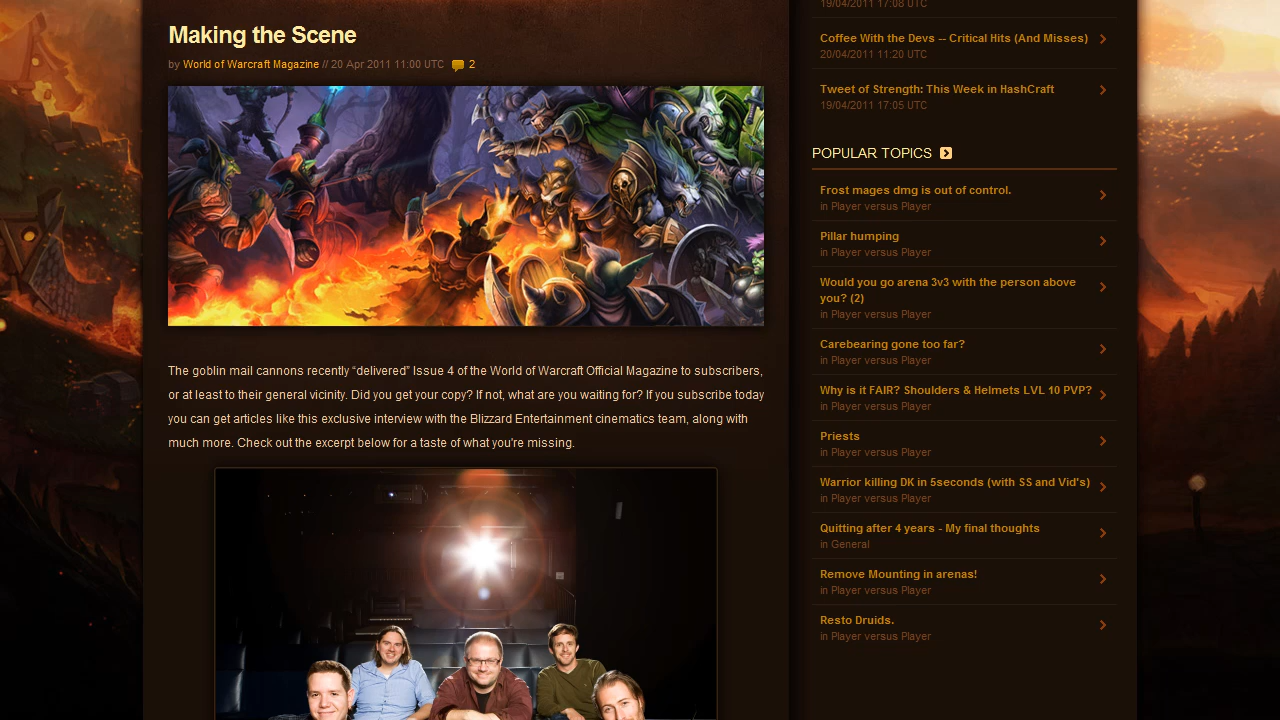 Making the Scene
by World of Warcraft Magazine // 20 Apr 2011 11:00 UTC 2
The goblin mail cannons recently “delivered” Issue 4 of the World of Warcraft Official Magazine to subscribers,
or at least to their general vicinity. Did you get your copy? If not, what are you waiting for? If you subscribe today
you can get articles like this exclusive interview with the Blizzard Entertainment cinematics team, along with
much more. Check out the excerpt below for a taste of what you're missing.
19/04/2011 17:08 UTC
Coffee With the Devs -- Critical Hits (And Misses)
20/04/2011 11:20 UTC
Tweet of Strength: This Week in HashCraft
19/04/2011 17:05 UTC
POPULAR TOPICS
Frost mages dmg is out of control.
in Player versus Player
Pillar humping
in Player versus Player
Would you go arena 3v3 with the person above
you? (2)
in Player versus Player
Carebearing gone too far?
in Player versus Player
Why is it FAIR? Shoulders & Helmets LVL 10 PVP?
in Player versus Player
Priests
in Player versus Player
Warrior killing DK in 5seconds (with SS and Vid's)
in Player versus Player
Quitting after 4 years - My final thoughts
in General
Remove Mounting in arenas!
in Player versus Player
Resto Druids.
in Player versus Player